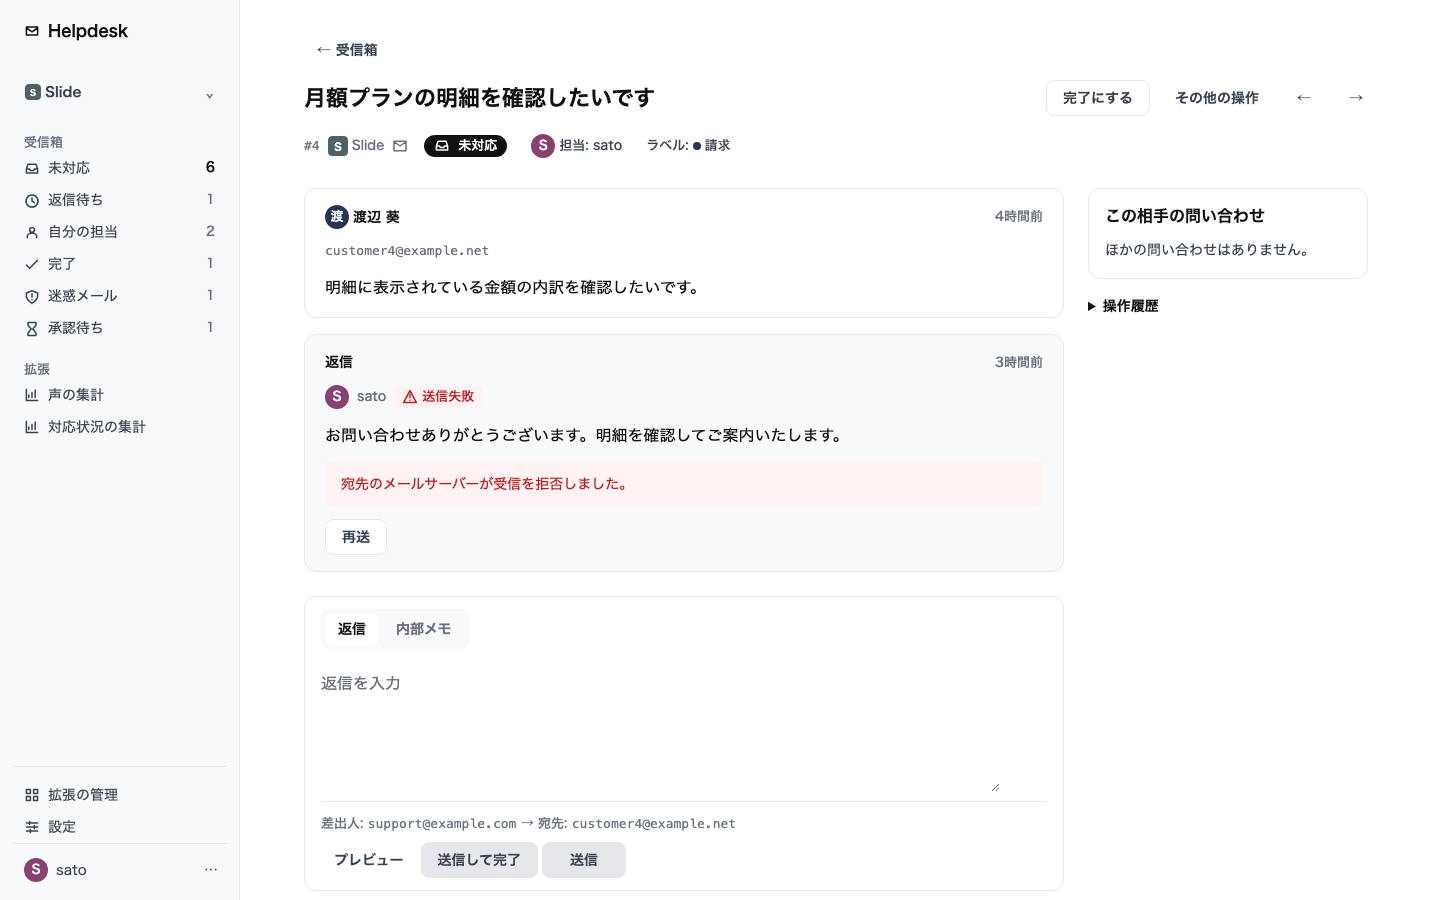 Helpdesk
S Slide
受信箱
未対応 6
返信待ち 1
自分の担当 2
完了 1
迷惑メール 1
承認待ち 1
拡張
声の集計
対応状況の集計
拡張の管理
設定
S sato …
← 受信箱
月額プランの明細を確認したいです
完了にする その他の操作 ← →
#4 S Slide 未対応 S 担当: sato ラベル: 請求
渡 渡辺 葵 4時間前
customer4@example.net
明細に表示されている金額の内訳を確認したいです。
返信 3時間前
S sato 送信失敗
お問い合わせありがとうございます。明細を確認してご案内いたします。
宛先のメールサーバーが受信を拒否しました。
再送
返信 内部メモ
返信を入力
差出人: support@example.com → 宛先: customer4@example.net
プレビュー 送信して完了 送信
この相手の問い合わせ
ほかの問い合わせはありません。
▶ 操作履歴